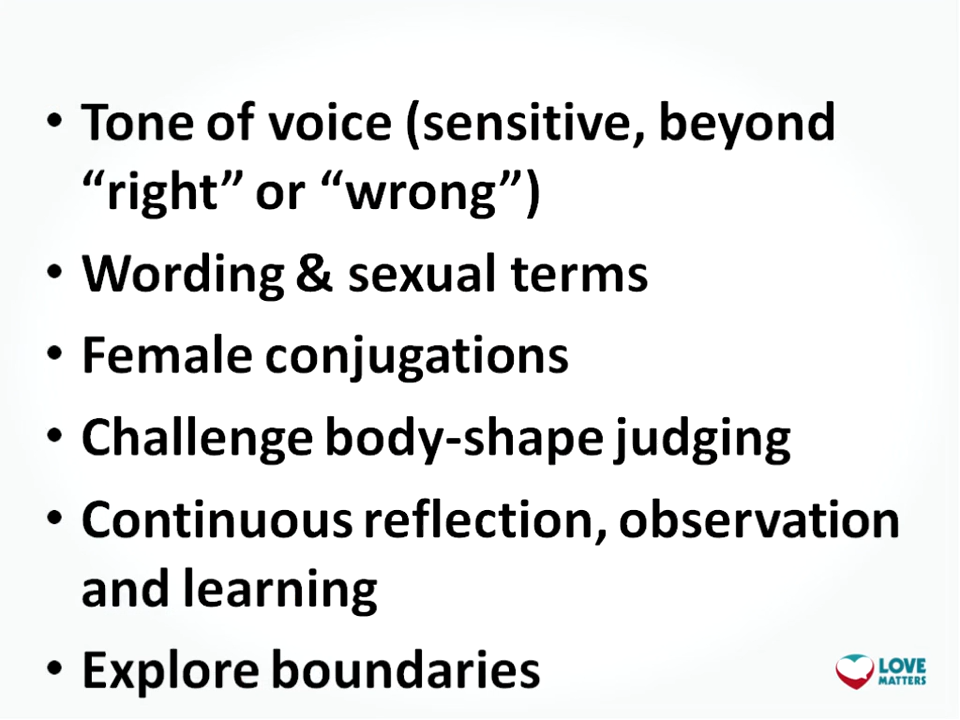 • Tone of voice (sensitive, beyond
“right” or “wrong”)
• Wording & sexual terms
• Female conjugations
• Challenge body-shape judging
• Continuous reflection, observation
and learning
• Explore boundaries
LOVE
MATTERS